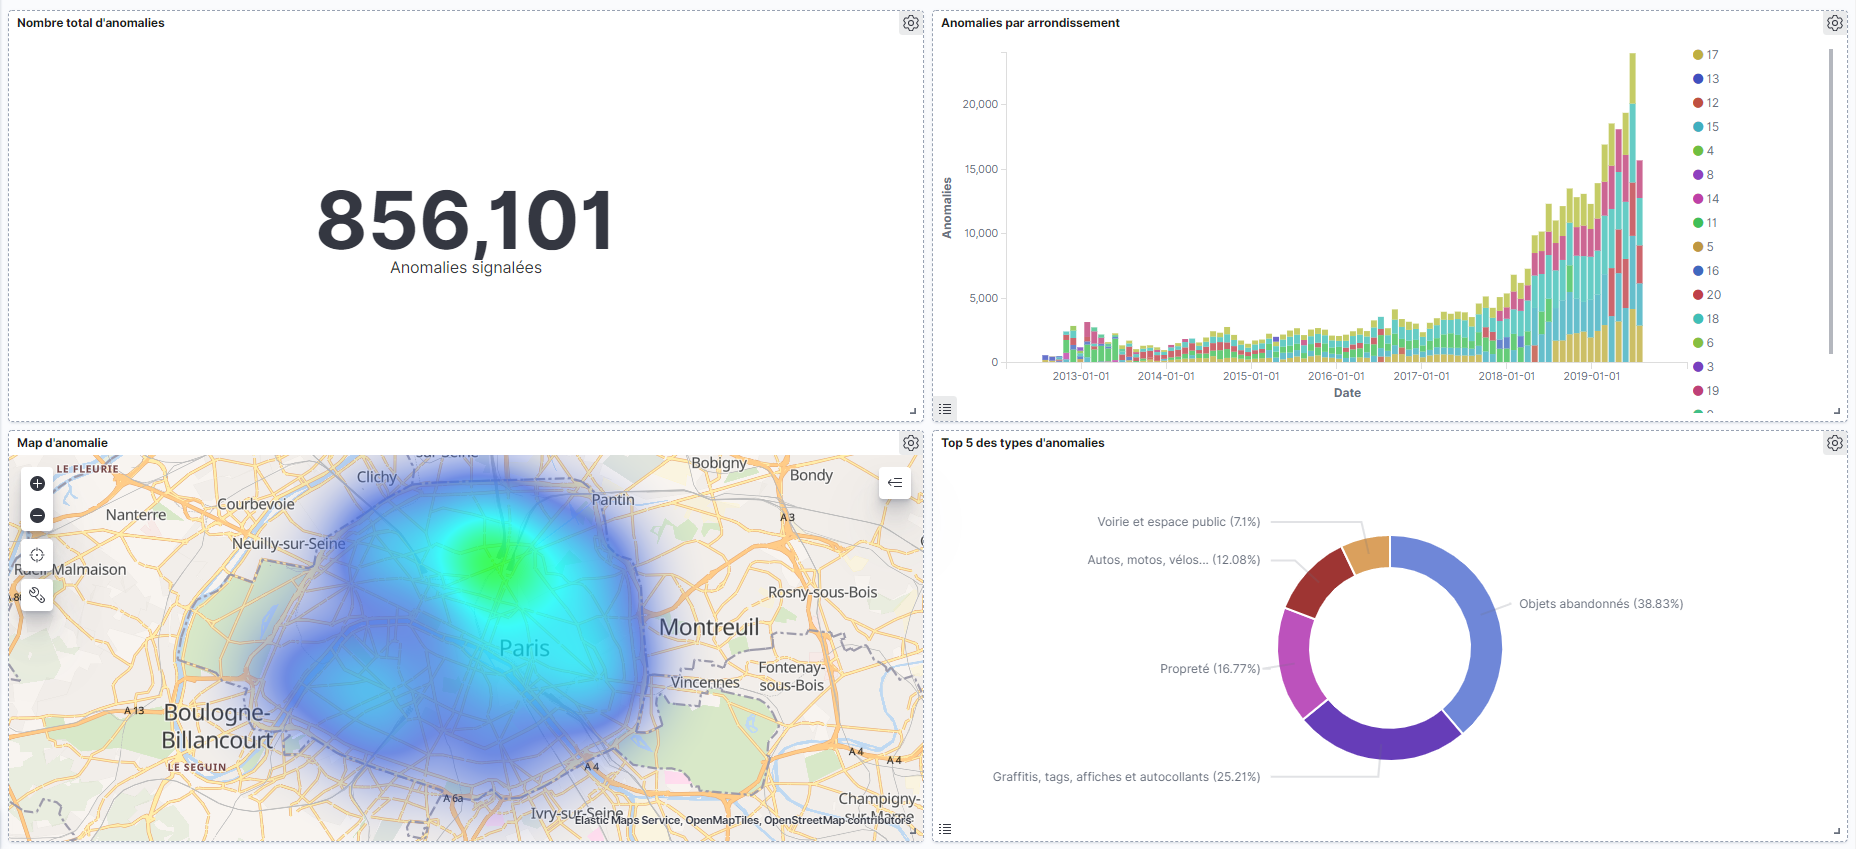 Nombre total d'anomalies
856,101
Anomalies signalées
Anomalies par arrondissement
20,000
15,000
10,000
5,000
0
Anomalies
2013-01-01
2014-01-01
2015-01-01
2016-01-01
2017-01-01
2018-01-01
2019-01-01
Date
17
13
12
15
4
8
14
11
5
16
20
18
6
3
19
Map d'anomalie
LE FLEURIE
Clichy
Bobigny
Bondy
Courbevoie
Pantin
Nanterre
A 3
Neuilly-sur-Seine
Malmaison
Rosny-sous-Bois
Montreuil
Paris
Fontenay-
sous-Bois
Vincennes
A 13
Boulogne-
Billancourt
LE SEGUIN
A 4
A 4
A 4
A 6a
Ivry-sur-Seine
Champigny-
sur-Marne
Elastic Maps Service, OpenMapTiles, OpenStreetMap contributors
Top 5 des types d'anomalies
Voirie et espace public (7.1%)
Autos, motos, vélos... (12.08%)
Objets abandonnés (38.83%)
Propreté (16.77%)
Graffitis, tags, affiches et autocollants (25.21%)